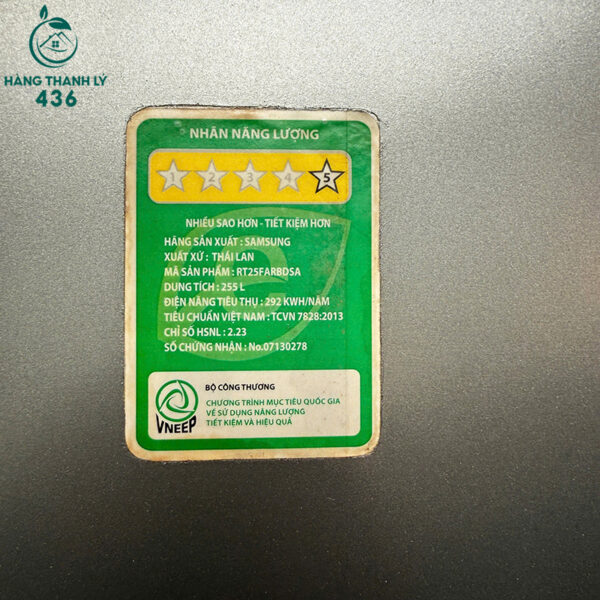 HÀNG THANH LÝ
436
NHÃN NĂNG LƯỢNG
1 2 3 4 5
NHIỀU SAO HƠN - TIẾT KIỆM HƠN
HÃNG SẢN XUẤT : SAMSUNG
XUẤT XỨ : THÁI LAN
MÃ SẢN PHẨM : RT25FARBDSA
DUNG TÍCH : 255 L
ĐIỆN NĂNG TIÊU THỤ : 292 KWH/NĂM
TIÊU CHUẨN VIỆT NAM : TCVN 7828:2013
CHỈ SỐ HSNL : 2.23
SỐ CHỨNG NHẬN : No.07130278
BỘ CÔNG THƯƠNG
CHƯƠNG TRÌNH MỤC TIÊU QUỐC GIA
VỀ SỬ DỤNG NĂNG LƯỢNG
TIẾT KIỆM VÀ HIỆU QUẢ
VNEEP